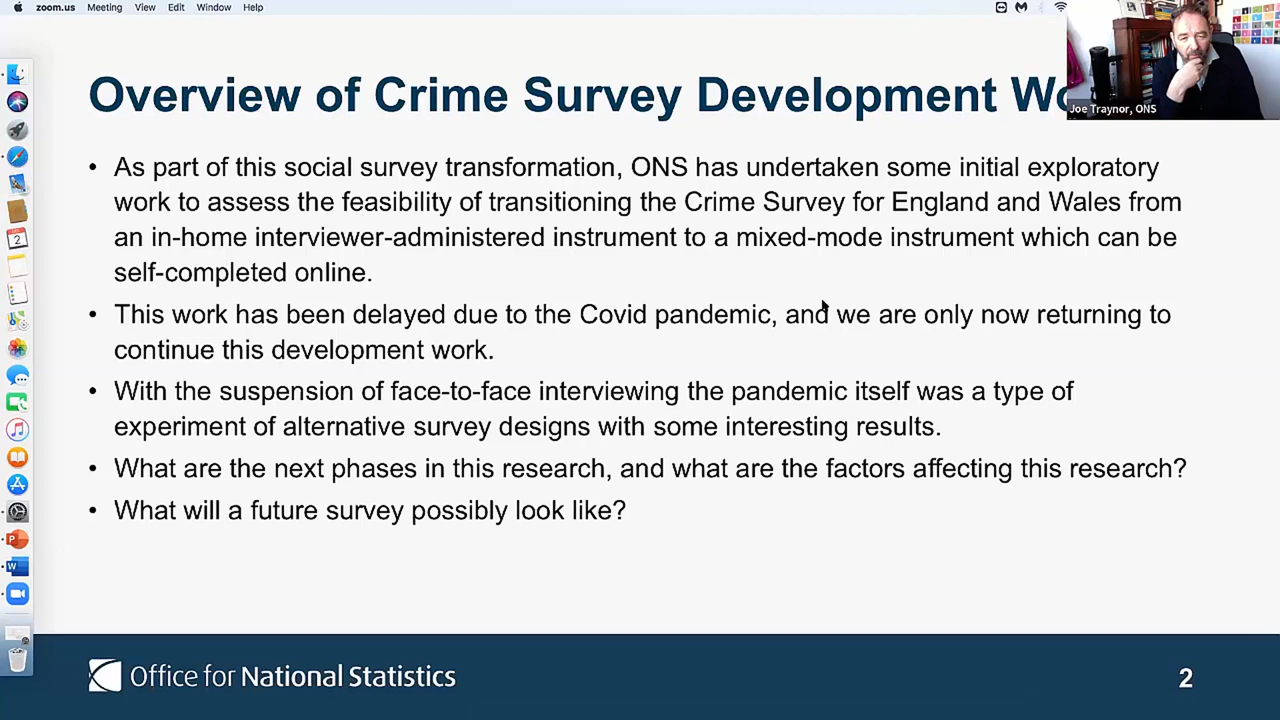 zoom.us Meeting View Edit Window Help
Overview of Crime Survey Development
Joe Traynor, ONS
• As part of this social survey transformation, ONS has undertaken some initial exploratory
work to assess the feasibility of transitioning the Crime Survey for England and Wales from
an in-home interviewer-administered instrument to a mixed-mode instrument which can be
self-completed online.
• This work has been delayed due to the Covid pandemic, and we are only now returning to
continue this development work.
• With the suspension of face-to-face interviewing the pandemic itself was a type of
experiment of alternative survey designs with some interesting results.
• What are the next phases in this research, and what are the factors affecting this research?
• What will a future survey possibly look like?
2
Office for National Statistics
2